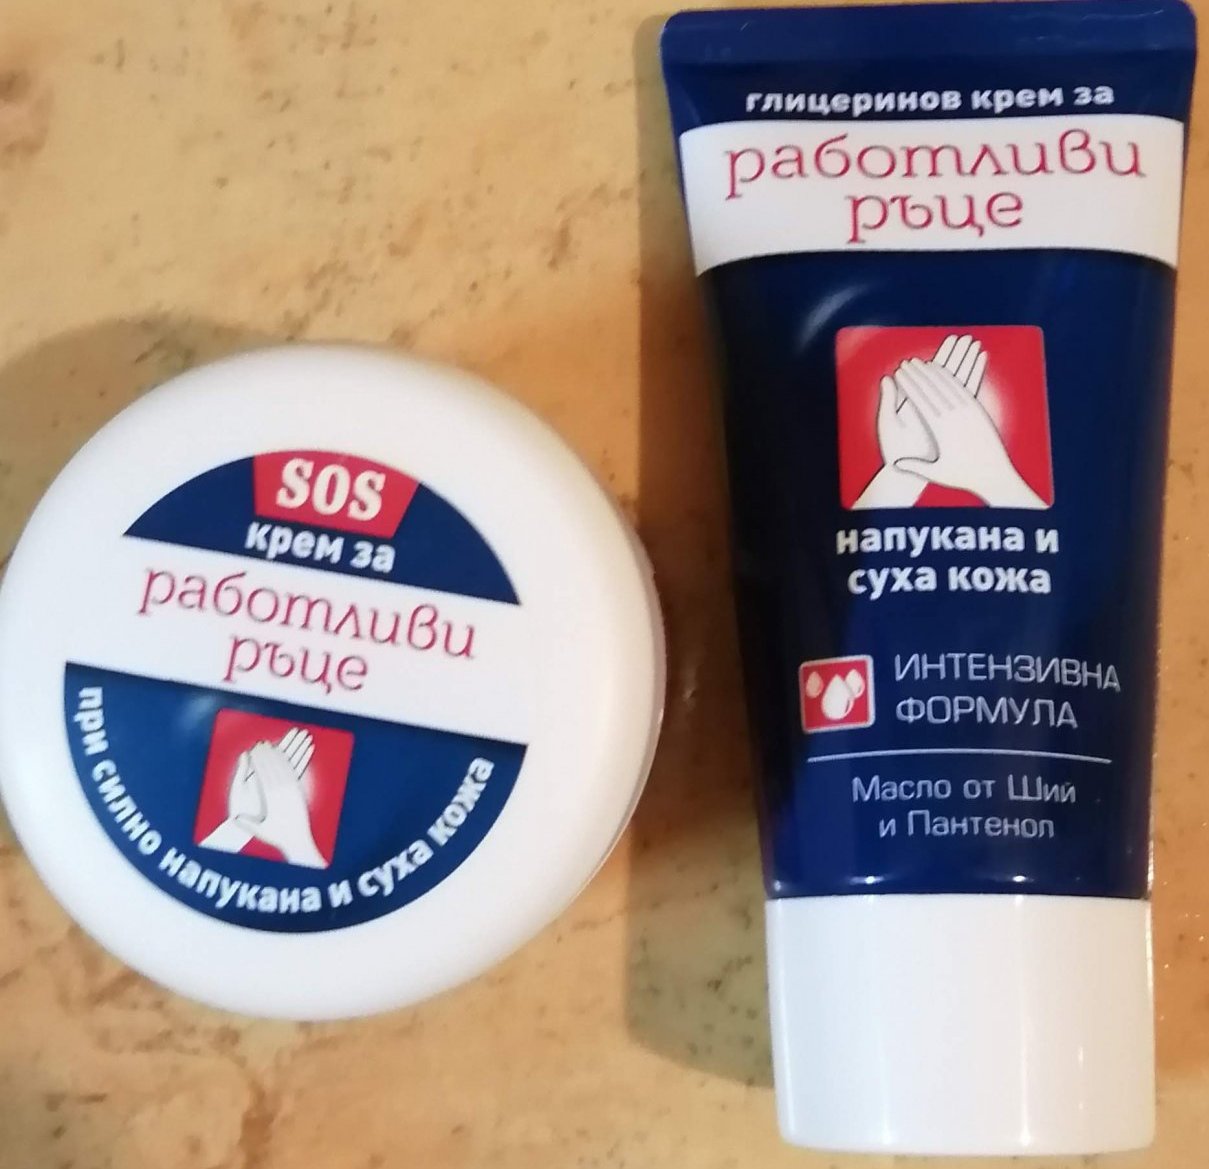 SOS
крем за
работливи
ръце
при силно напукана и суха кожа
глицеринов крем за
работливи
ръце
напукана и
суха кожа
ИНТЕНЗИВНА
ФОРМУЛА
Масло от Ший
и Пантенол